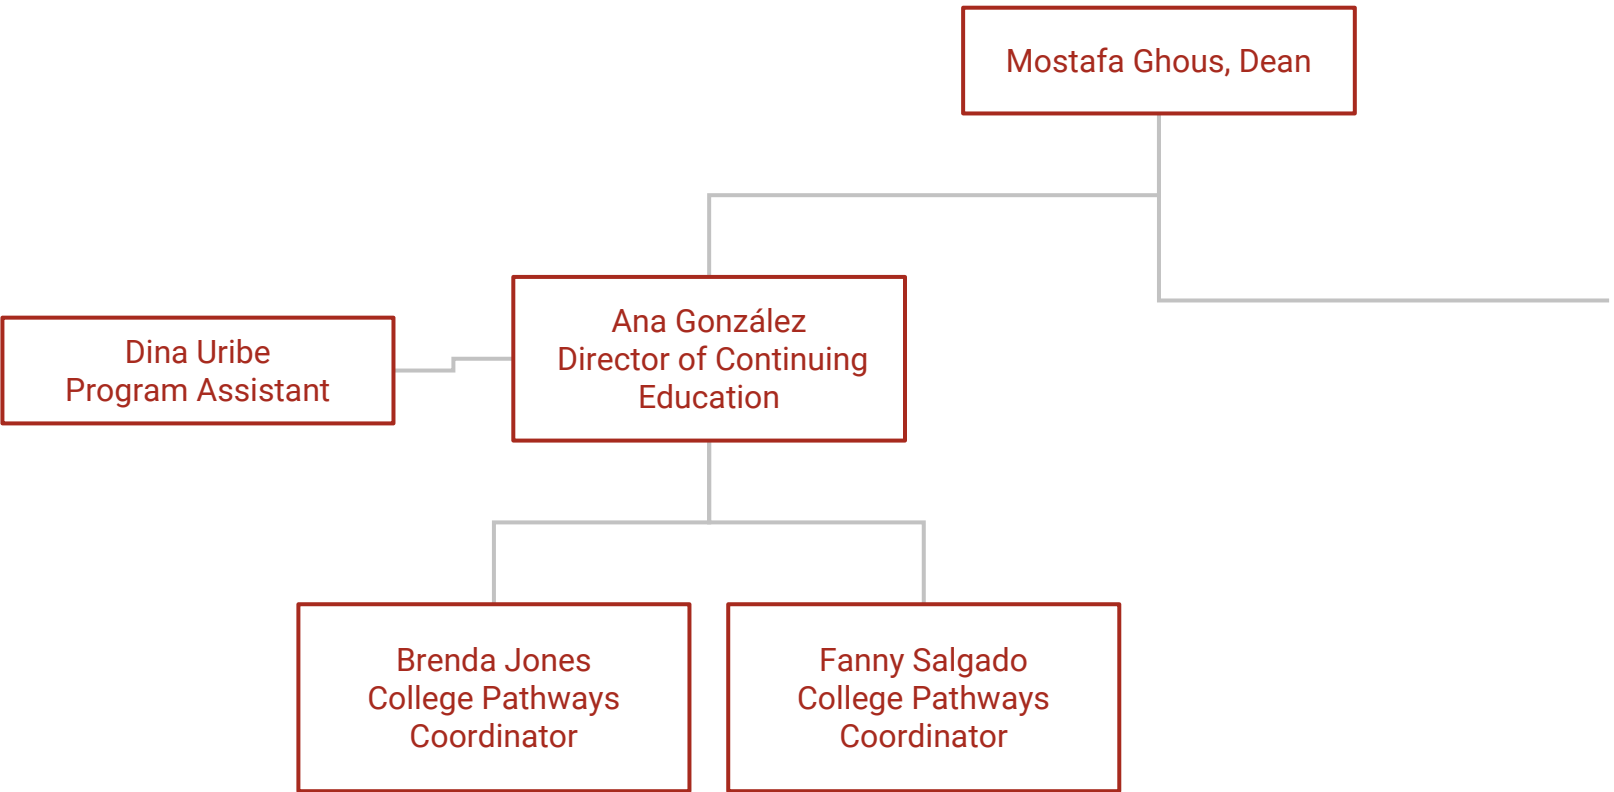 Mostafa Ghous, Dean
Ana González
Director of Continuing
Education
Dina Uribe
Program Assistant
Brenda Jones
College Pathways
Coordinator
Fanny Salgado
College Pathways
Coordinator